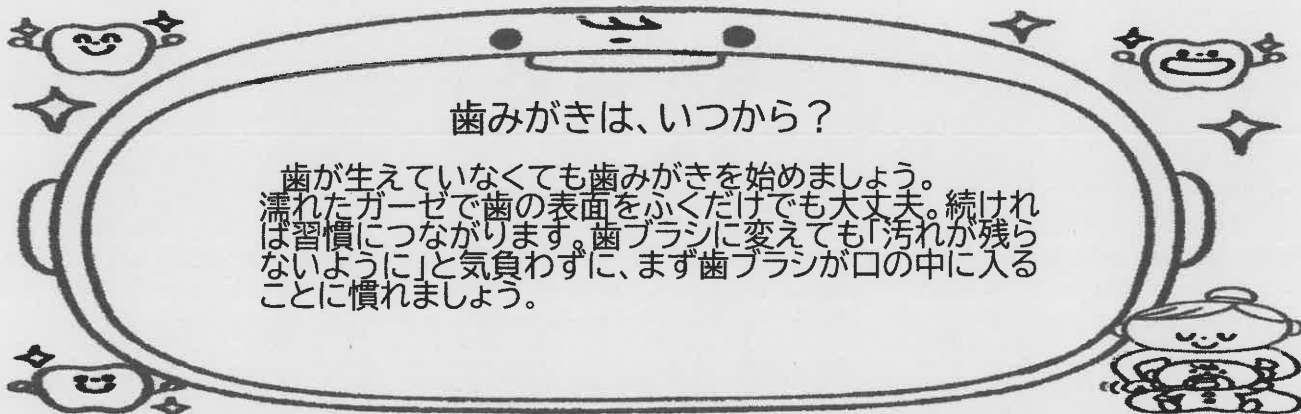 歯みがきは、いつから？
歯が生えていなくても歯みがきを始めましょう。
濡れたガーゼで歯の表面をふくだけでも大丈夫。続けれ
ば習慣につながります。歯ブラシに変えても「汚れが残ら
ないように」と気負わずに、まず歯ブラシが口の中に入る
ことに慣れましょう。